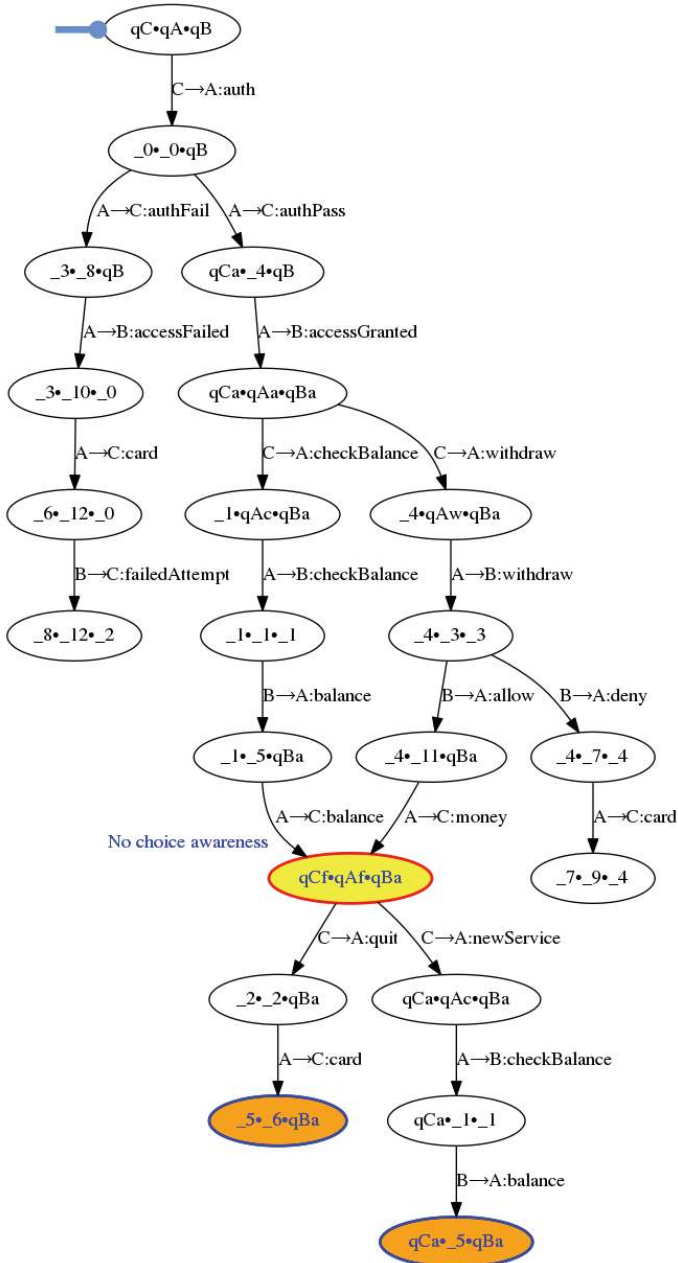 qC•qA•qB
C→A:auth
_0•_0•qB
A→C:authFail A→C:authPass
_3•_8•qB qCa•_4•qB
A→B:accessFailed A→B:accessGranted
_3•_10•_0 qCa•qAa•qBa
A→C:card C→A:checkBalance C→A:withdraw
_6•_12•_0 _1•qAc•qBa _4•qAw•qBa
B→C:failedAttempt A→B:checkBalance A→B:withdraw
_8•_12•_2 _1•_1•_1 _4•_3•_3
B→A:balance B→A:allow B→A:deny
_1•_5•qBa _4•_11•qBa _4•_7•_4
A→C:balance A→C:money A→C:card
No choice awareness
qCf•qAf•qBa _7•_9•_4
C→A:quit C→A:newService
_2•_2•qBa qCa•qAc•qBa
A→C:card A→B:checkBalance
_5•_6•qBa qCa•_1•_1
B→A:balance
qCa•_5•qBa